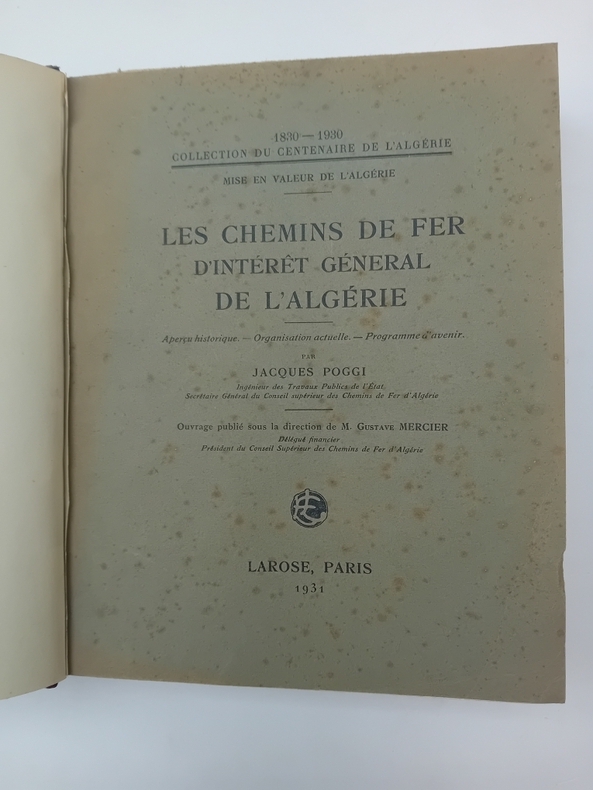 1830 — 1930
COLLECTION DU CENTENAIRE DE L'ALGÉRIE
MISE EN VALEUR DE L'ALGÉRIE
LES CHEMINS DE FER
D'INTÉRÊT GÉNERAL
DE L'ALGÉRIE
Aperçu historique. — Organisation actuelle. — Programme d'avenir.
PAR
JACQUES POGGI
Ingénieur des Travaux Publics de l'État,
Secrétaire Général du Conseil supérieur des Chemins de Fer d'Algérie
Ouvrage publié sous la direction de M. GUSTAVE MERCIER
Délégué financier
Président du Conseil Supérieur des Chemins de Fer d'Algérie
LAROSE, PARIS
1931